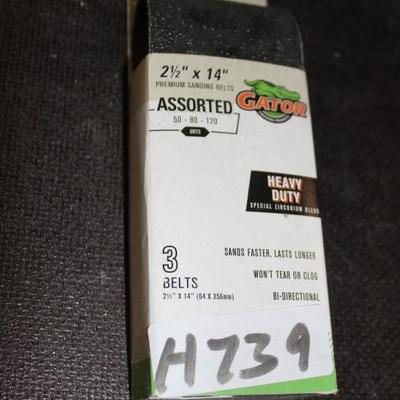 2½" x 14"
PREMIUM SANDING BELTS
ASSORTED
50 - 80 - 120
GRITS
GATOR
HEAVY
DUTY
SPECIAL ZIRCONIUM BLEND
SANDS FASTER, LASTS LONGER
WON'T TEAR OR CLOG
BI-DIRECTIONAL
3
BELTS
2½" X 14" (64 X 356mm)
H739